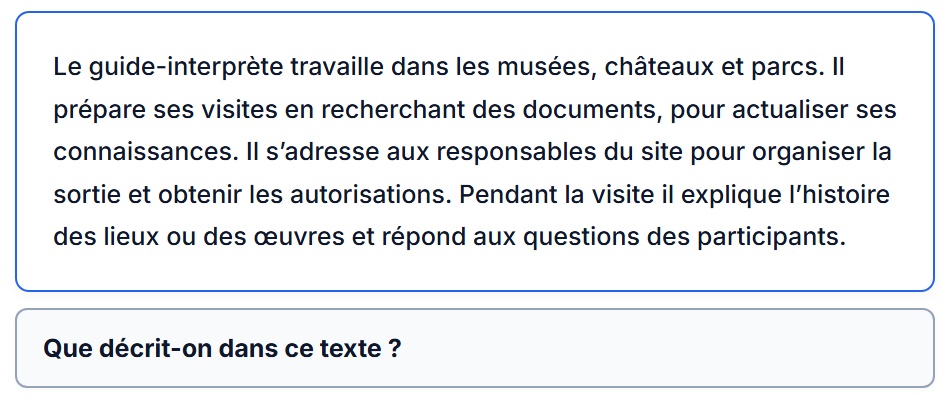 Le guide-interprète travaille dans les musées, châteaux et parcs. Il
prépare ses visites en recherchant des documents, pour actualiser ses
connaissances. Il s’adresse aux responsables du site pour organiser la
sortie et obtenir les autorisations. Pendant la visite il explique l’histoire
des lieux ou des œuvres et répond aux questions des participants.
Que décrit-on dans ce texte ?